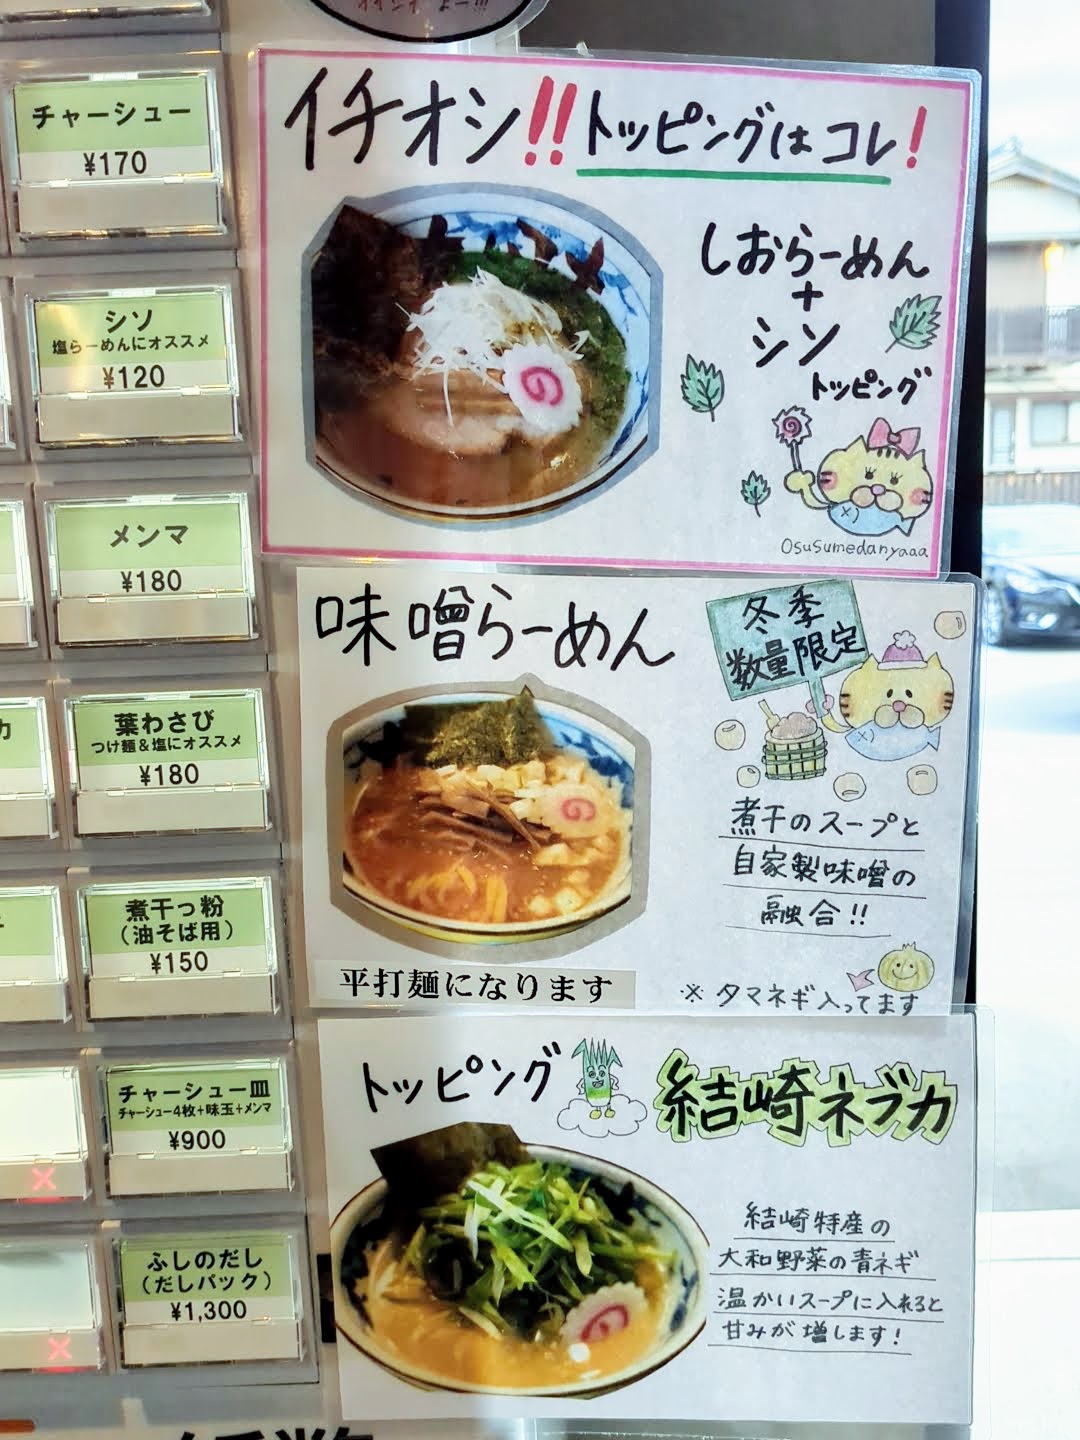 チャーシュー
¥170
シソ
塩らーめんにオススメ
¥120
メンマ
¥180
葉わさび
つけ麺&塩にオススメ
¥180
煮干っ粉
(油そば用)
¥150
チャーシュー皿
チャーシュー4枚+味玉+メンマ
¥900
ふしのだし
(だしパック)
¥1,300
イチオシ!!トッピングはコレ!
しおらーめん
+
シソ
トッピング
Osusumedanyaaa
味噌らーめん
冬季
数量限定
煮干のスープと
自家製味噌の
融合!!
平打麺になります
※タマネギ入ってます
トッピング
結崎ネブカ
結崎特産の
大和野菜の青ネギ
温かいスープに入れると
甘みが増します!